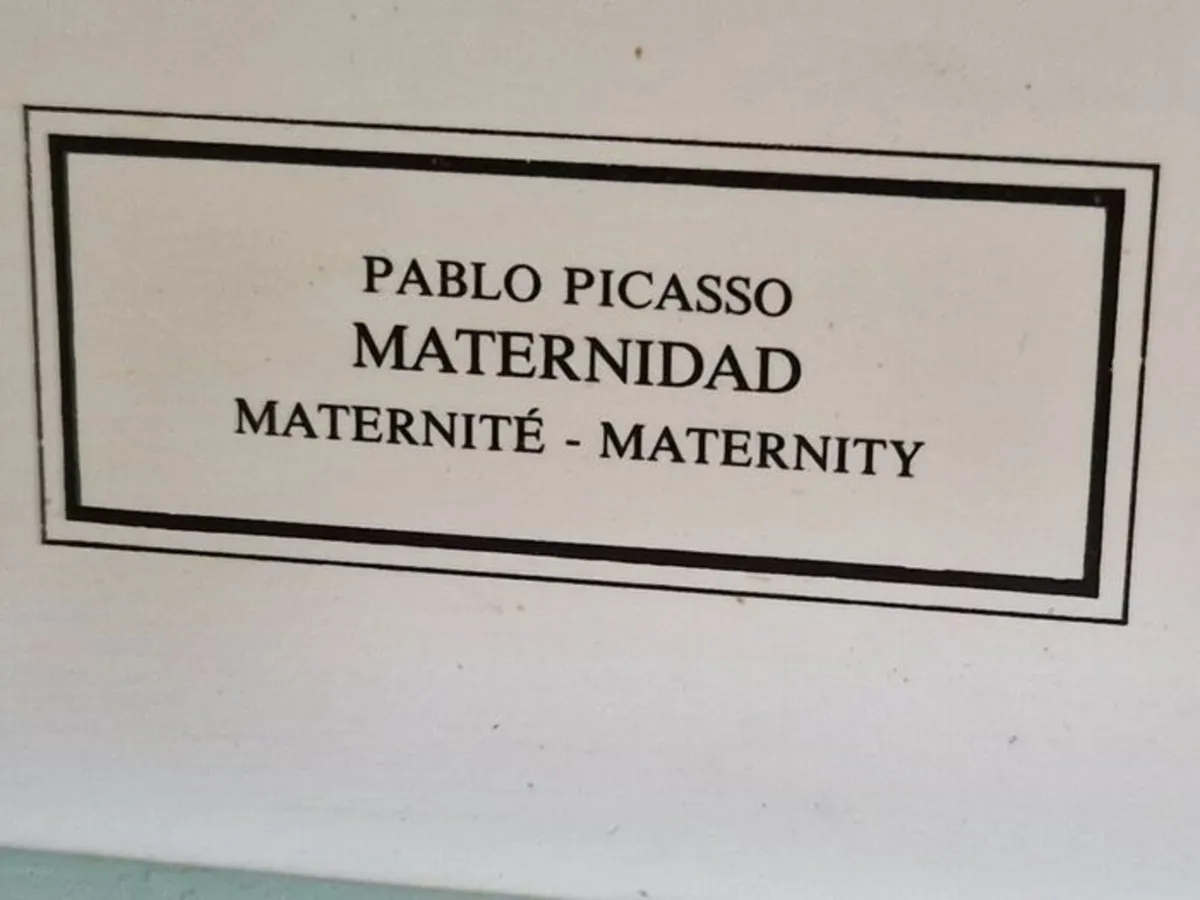 PABLO PICASSO
MATERNIDAD
MATERNITÉ - MATERNITY